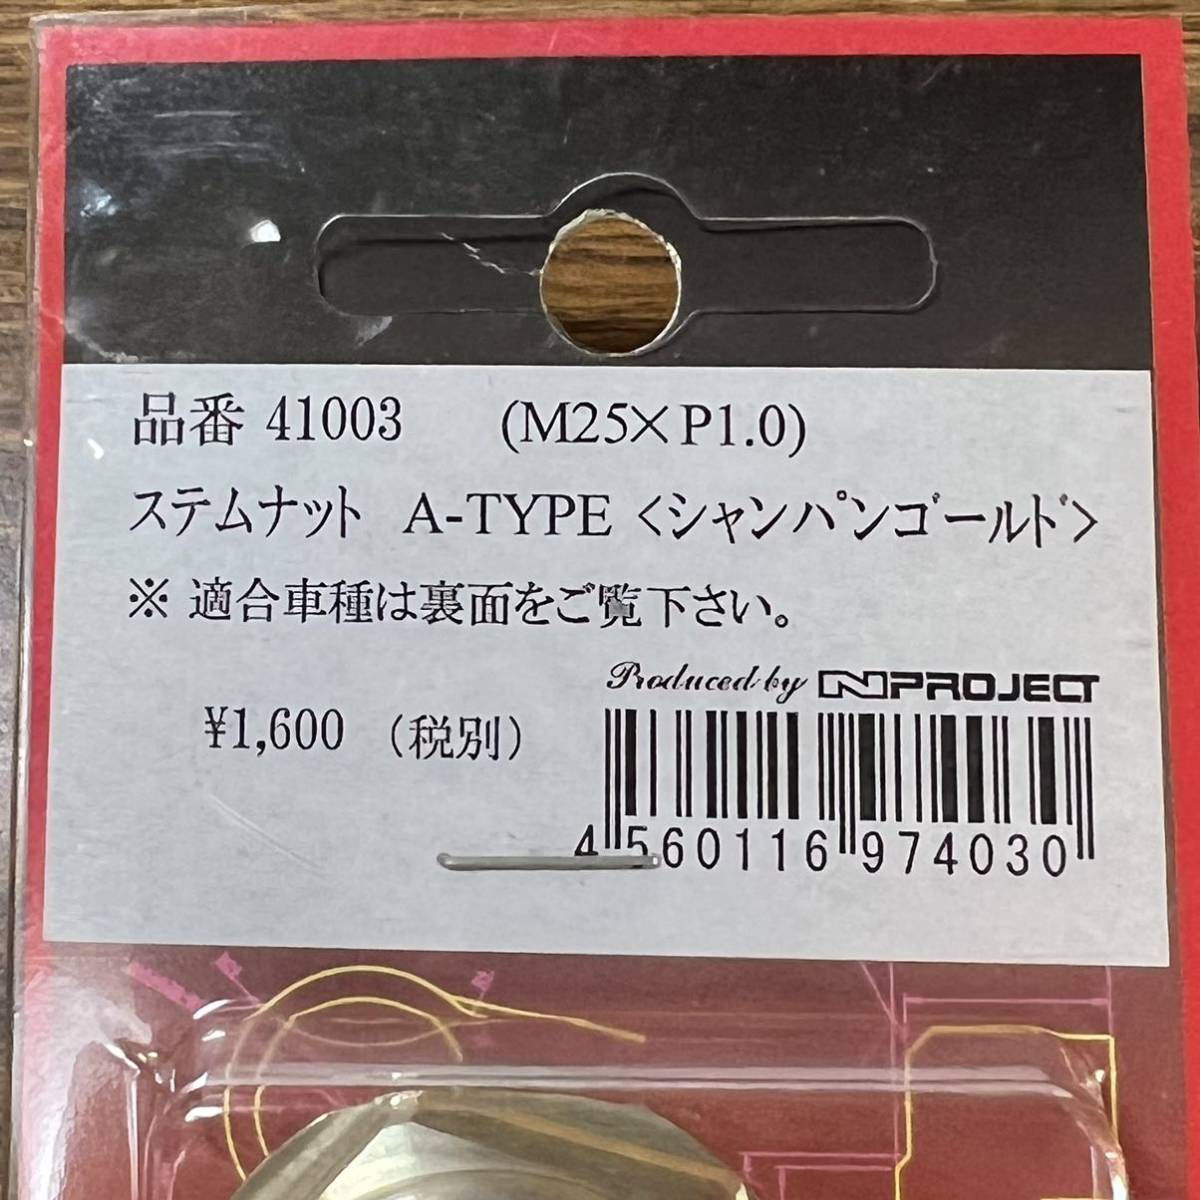 品番 41003 (M25×P1.0)
ステムナット A-TYPE <シャンパンゴールド>
※ 適合車種は裏面をご覧下さい。
Produced by NPROJECT
¥1,600 (税別)
4 560116 974030